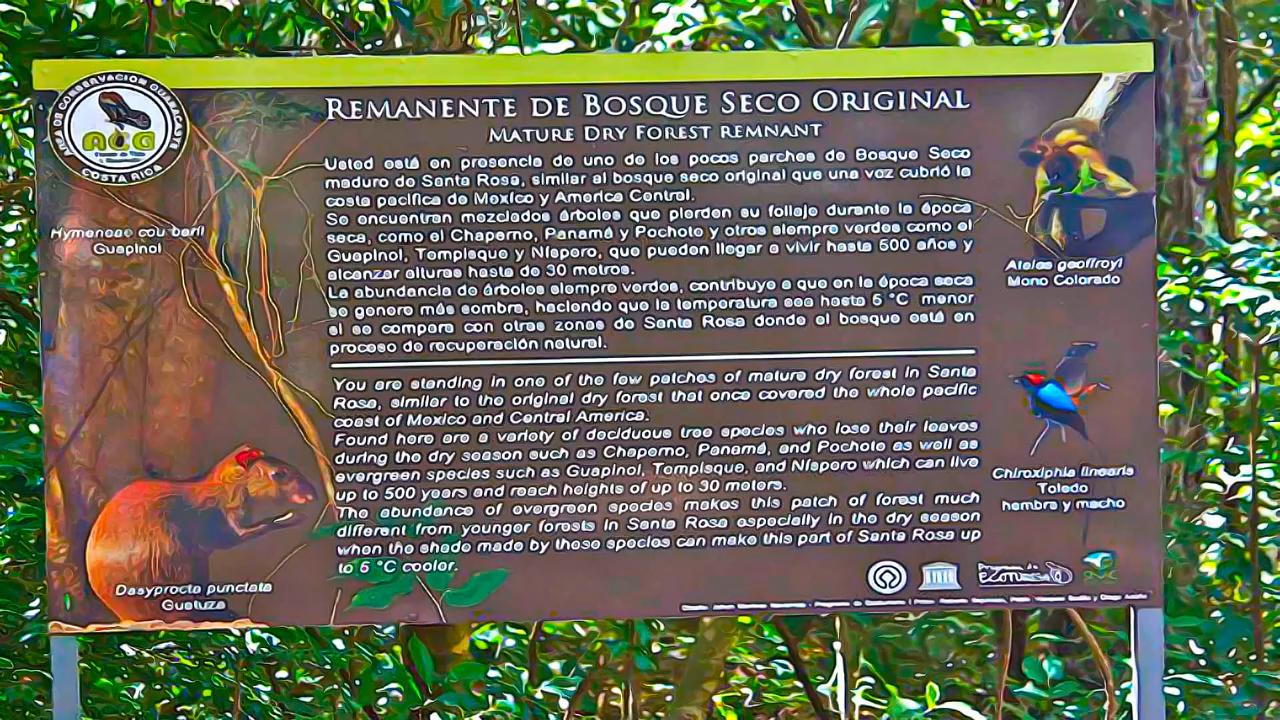 AREA DE CONSERVACION GUANACASTE
ACG
COSTA RICA
REMANENTE DE BOSQUE SECO ORIGINAL
MATURE DRY FOREST REMNANT
Usted está en presencia de uno de los pocos parches de Bosque Seco
maduro de Santa Rosa, similar al bosque seco original que una vez cubrió la
costa pacífica de Mexico y America Central.
Se encuentran mezclados árboles que pierden su follaje durante la época
seca, como el Chaperno, Panamá y Pochote y otros siempre verdes como el
Guapinol, Tempisque y Níspero, que pueden llegar a vivir hasta 500 años y
alcanzar alturas hasta de 30 metros.
La abundancia de árboles siempre verdes, contribuye a que en la época seca
se genere más sombra, haciendo que la temperatura sea hasta 5 °C menor
si se compara con otras zonas de Santa Rosa donde el bosque está en
proceso de recuperación natural.
You are standing in one of the few patches of mature dry forest in Santa
Rosa, similar to the original dry forest that once covered the whole pacific
coast of Mexico and Central America.
Found here are a variety of deciduous tree species who lose their leaves
during the dry season such as Chaperno, Panamá, and Pochote as well as
evergreen species such as Guapinol, Tempisque, and Níspero which can live
up to 500 years and reach heights of up to 30 meters.
The abundance of evergreen species makes this patch of forest much
different from younger forests in Santa Rosa especially in the dry season
when the shade made by these species can make this part of Santa Rosa up
to 5 °C cooler.
Hymeneae cou baril
Guapinol
Dasyprocta punctata
Guatuza
Ateles geoffroyi
Mono Colorado
Chiroxiphia linearis
Toledo
hembra y macho
Programa de